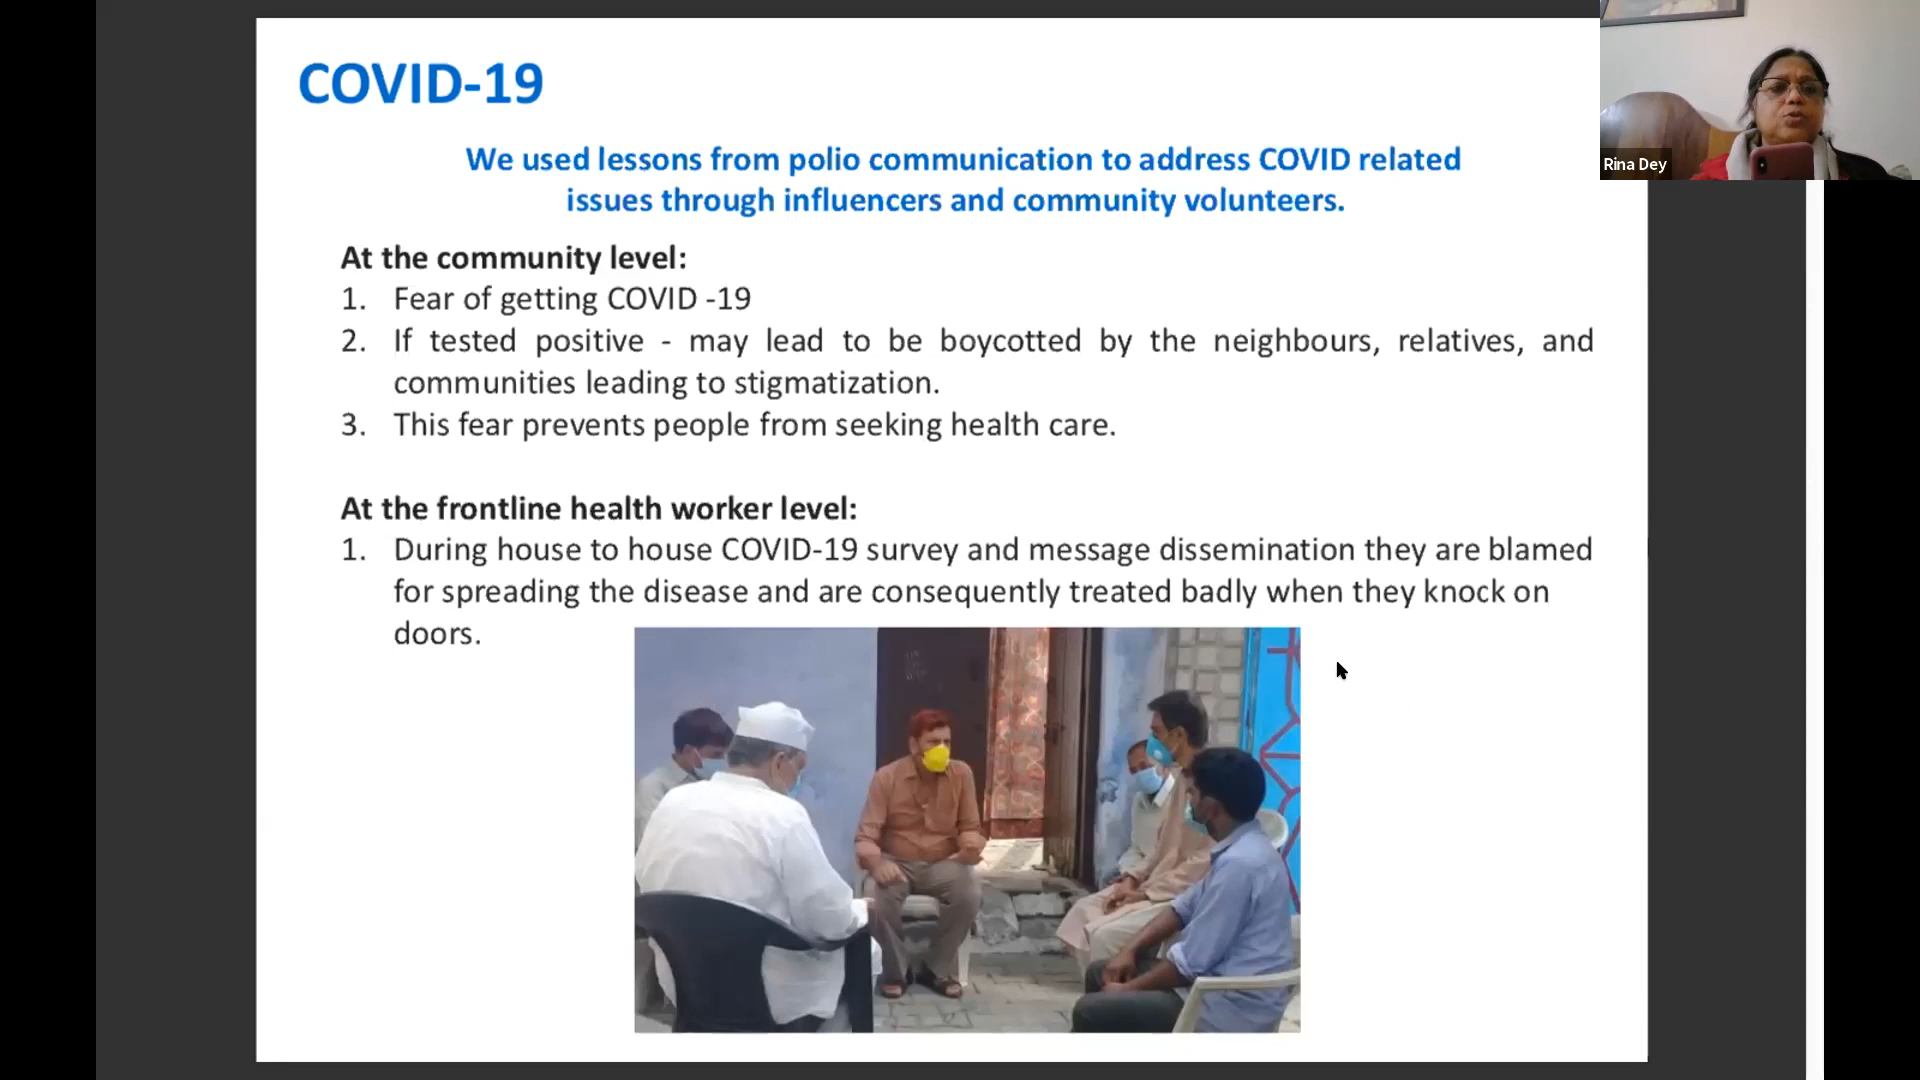 COVID-19
We used lessons from polio communication to address COVID related
issues through influencers and community volunteers.
At the community level:
1. Fear of getting COVID -19
2. If tested positive - may lead to be boycotted by the neighbours, relatives, and
communities leading to stigmatization.
3. This fear prevents people from seeking health care.
At the frontline health worker level:
1. During house to house COVID-19 survey and message dissemination they are blamed
for spreading the disease and are consequently treated badly when they knock on
doors.
Rina Dey